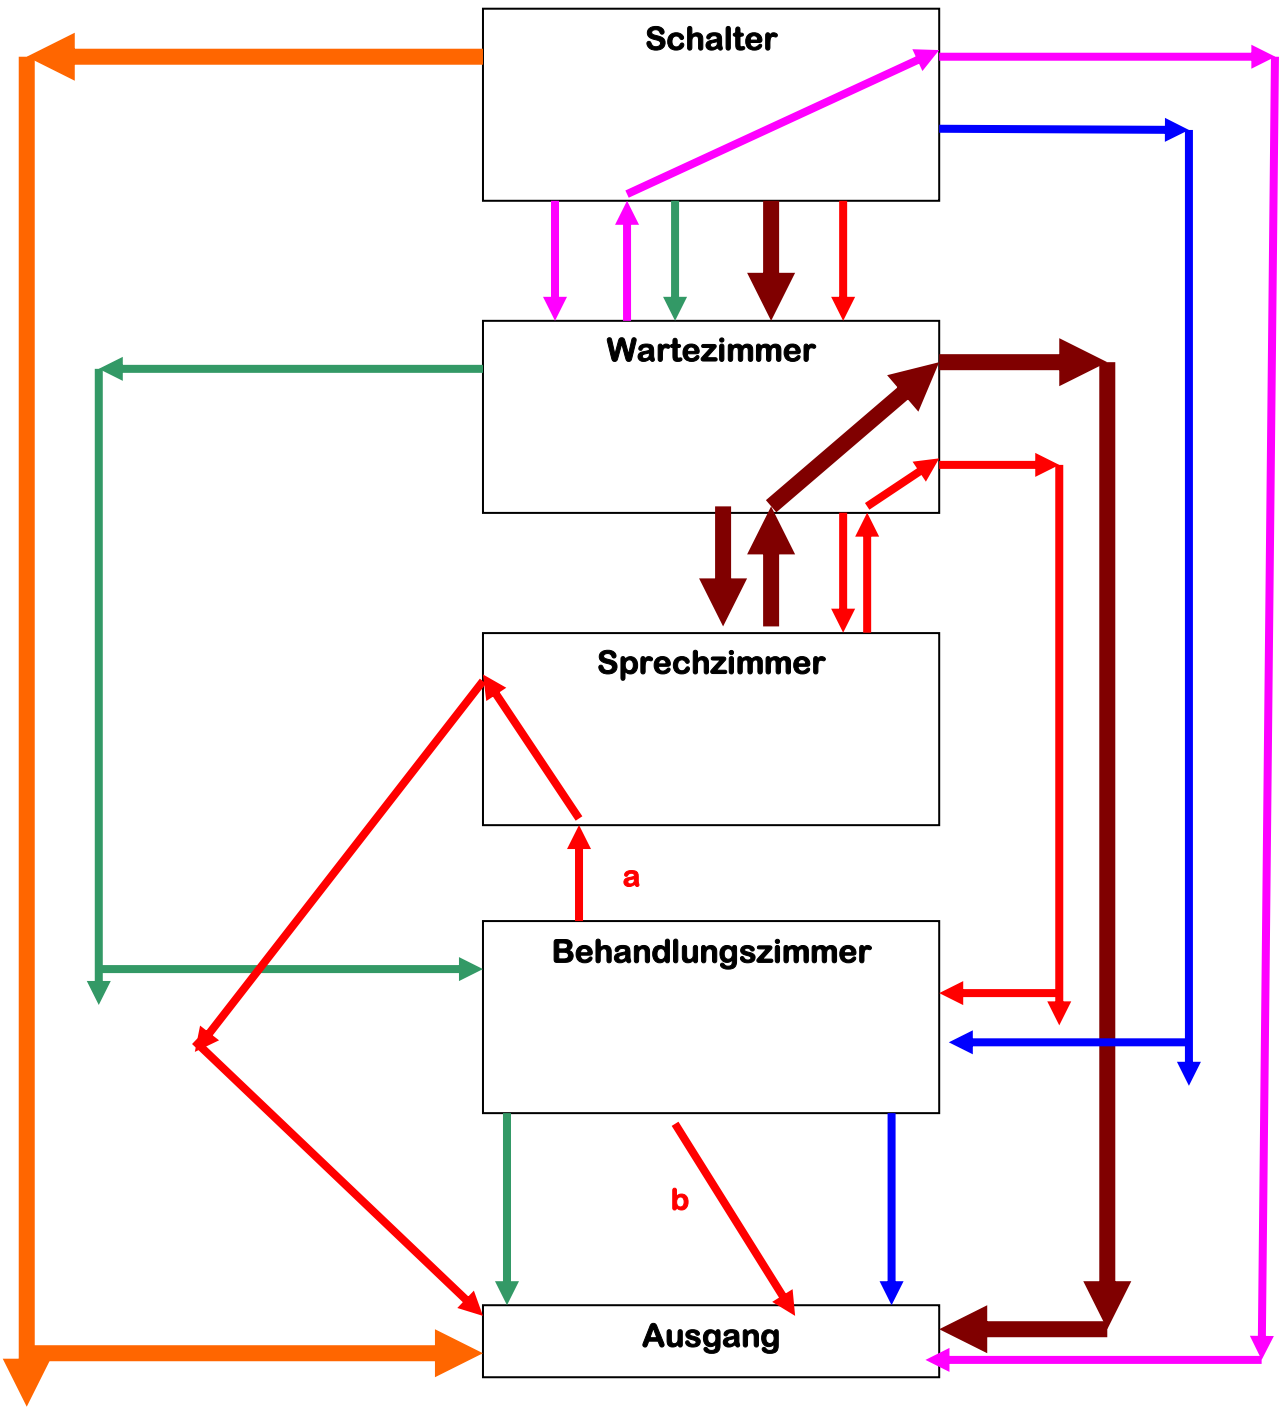 Schalter
Wartezimmer
Sprechzimmer
a
Behandlungszimmer
b
Ausgang